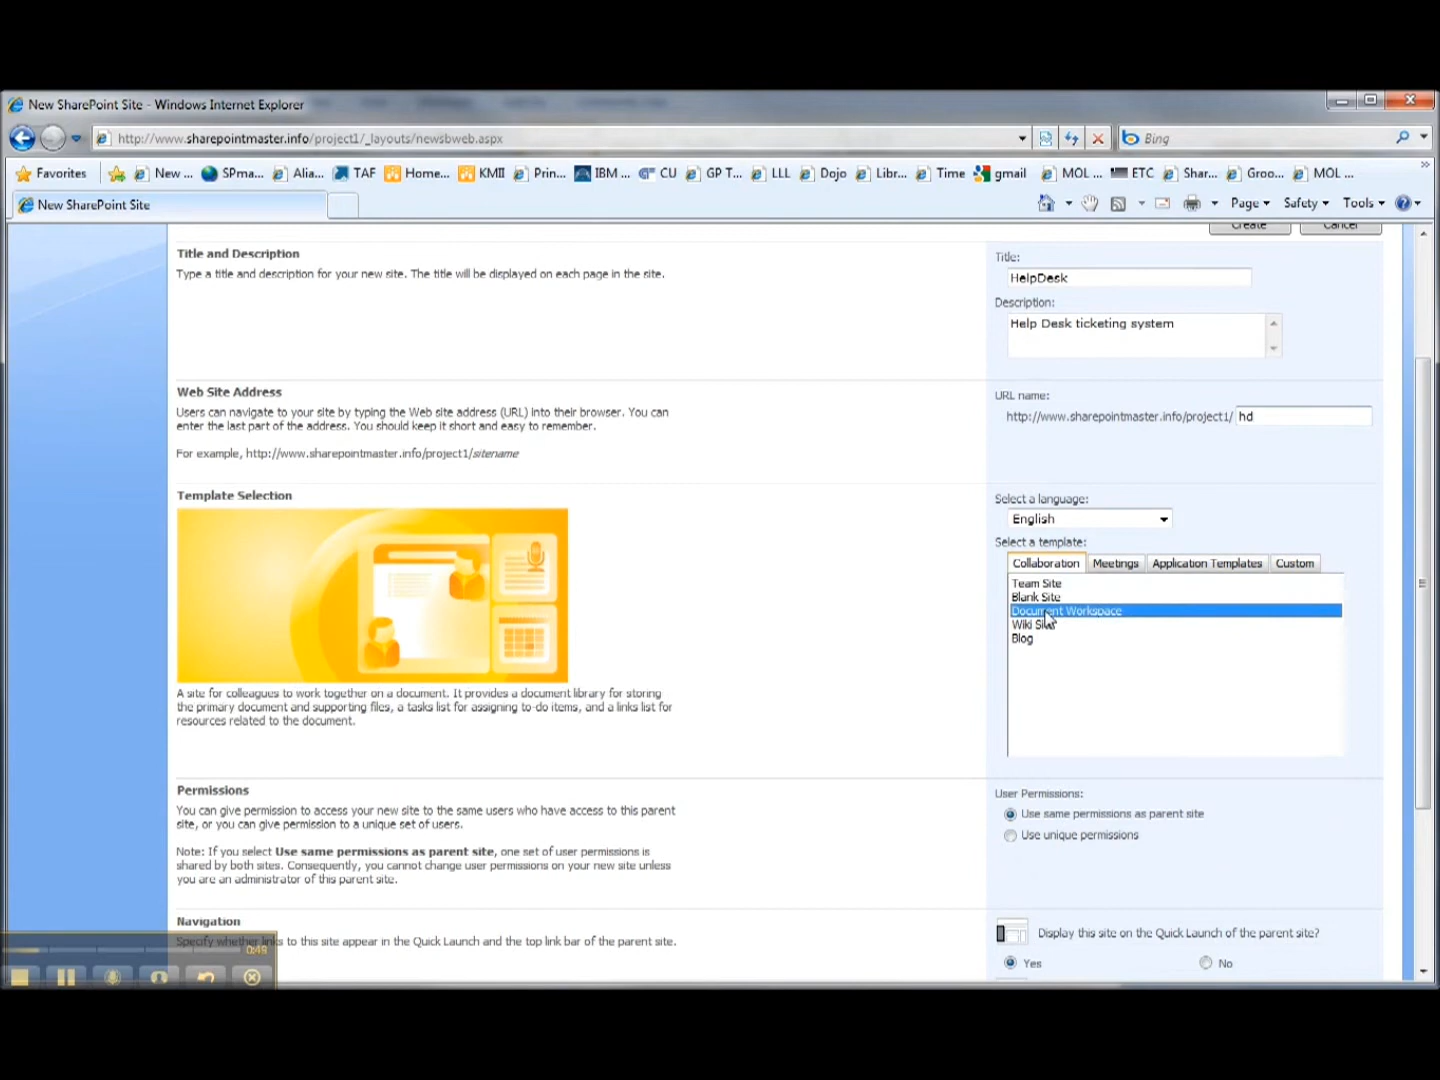 New SharePoint Site - Windows Internet Explorer
http://www.sharepointmaster.info/project1/_layouts/newsbweb.aspx
Bing
Favorites
New ...
SPma...
Alia...
TAF
Home...
KMII
Prin...
IBM ...
CU
GP T...
LLL
Dojo
Libr...
Time
gmail
MOL ...
ETC
Shar...
Groo...
MOL ...
New SharePoint Site
Page
Safety
Tools
Create
Cancel
Title and Description
Type a title and description for your new site. The title will be displayed on each page in the site.
Title:
HelpDesk
Description:
Help Desk ticketing system
Web Site Address
Users can navigate to your site by typing the Web site address (URL) into their browser. You can
enter the last part of the address. You should keep it short and easy to remember.
For example, http://www.sharepointmaster.info/project1/sitename
URL name:
http://www.sharepointmaster.info/project1/ hd
Template Selection
Select a language:
English
Select a template:
Collaboration
Meetings
Application Templates
Custom
Team Site
Blank Site
Document Workspace
Wiki Site
Blog
A site for colleagues to work together on a document. It provides a document library for storing
the primary document and supporting files, a tasks list for assigning to-do items, and a links list for
resources related to the document.
Permissions
You can give permission to access your new site to the same users who have access to this parent
site, or you can give permission to a unique set of users.
Note: If you select Use same permissions as parent site, one set of user permissions is
shared by both sites. Consequently, you cannot change user permissions on your new site unless
you are an administrator of this parent site.
User Permissions:
Use same permissions as parent site
Use unique permissions
Navigation
Specify whether links to this site appear in the Quick Launch and the top link bar of the parent site.
Display this site on the Quick Launch of the parent site?
Yes
No